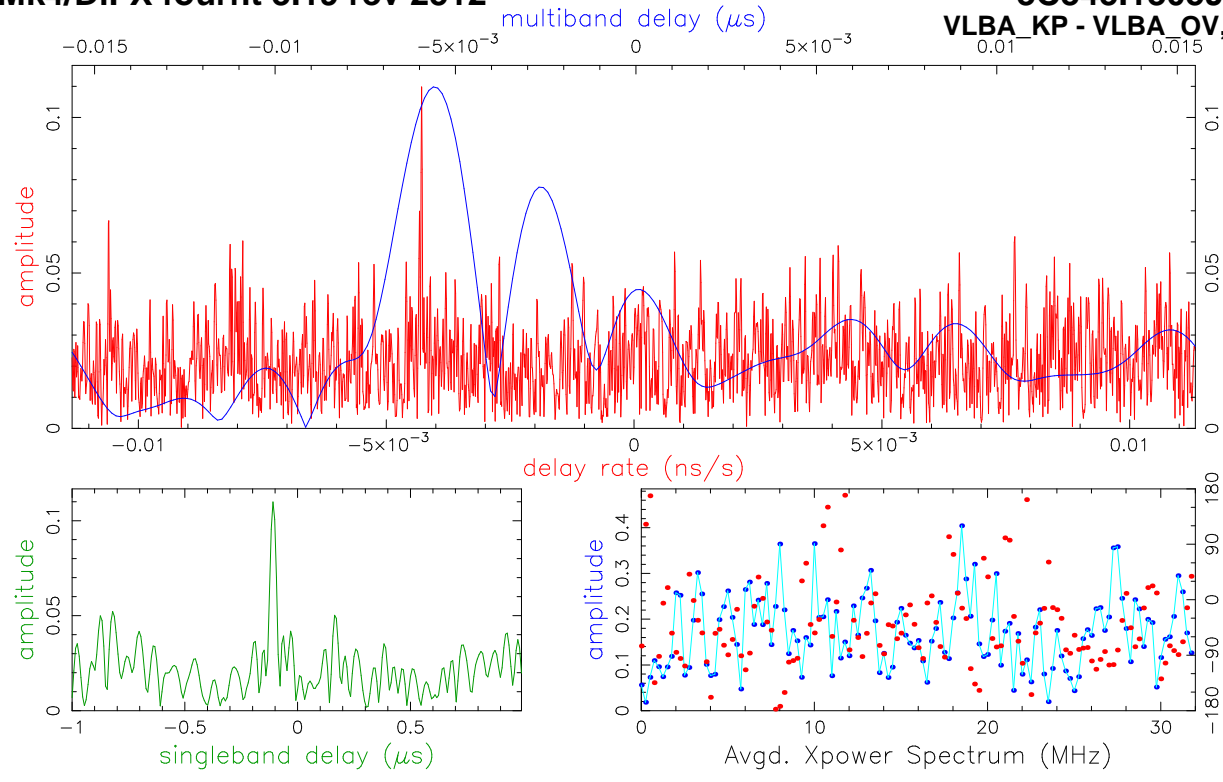 multiband delay (μs)
VLBA_KP - VLBA_OV,
−0.015 −0.01 −5×10⁻³ 0 5×10⁻³ 0.01 0.015
amplitude
0 0.05 0.1
0 0.05 0.1
−0.01 −5×10⁻³ 0 5×10⁻³ 0.01
delay rate (ns/s)
amplitude
0 0.05 0.1
−1 −0.5 0 0.5
singleband delay (μs)
amplitude
0 0.1 0.2 0.3 0.4
−180 −90 0 90 180
0 10 20 30
Avgd. Xpower Spectrum (MHz)